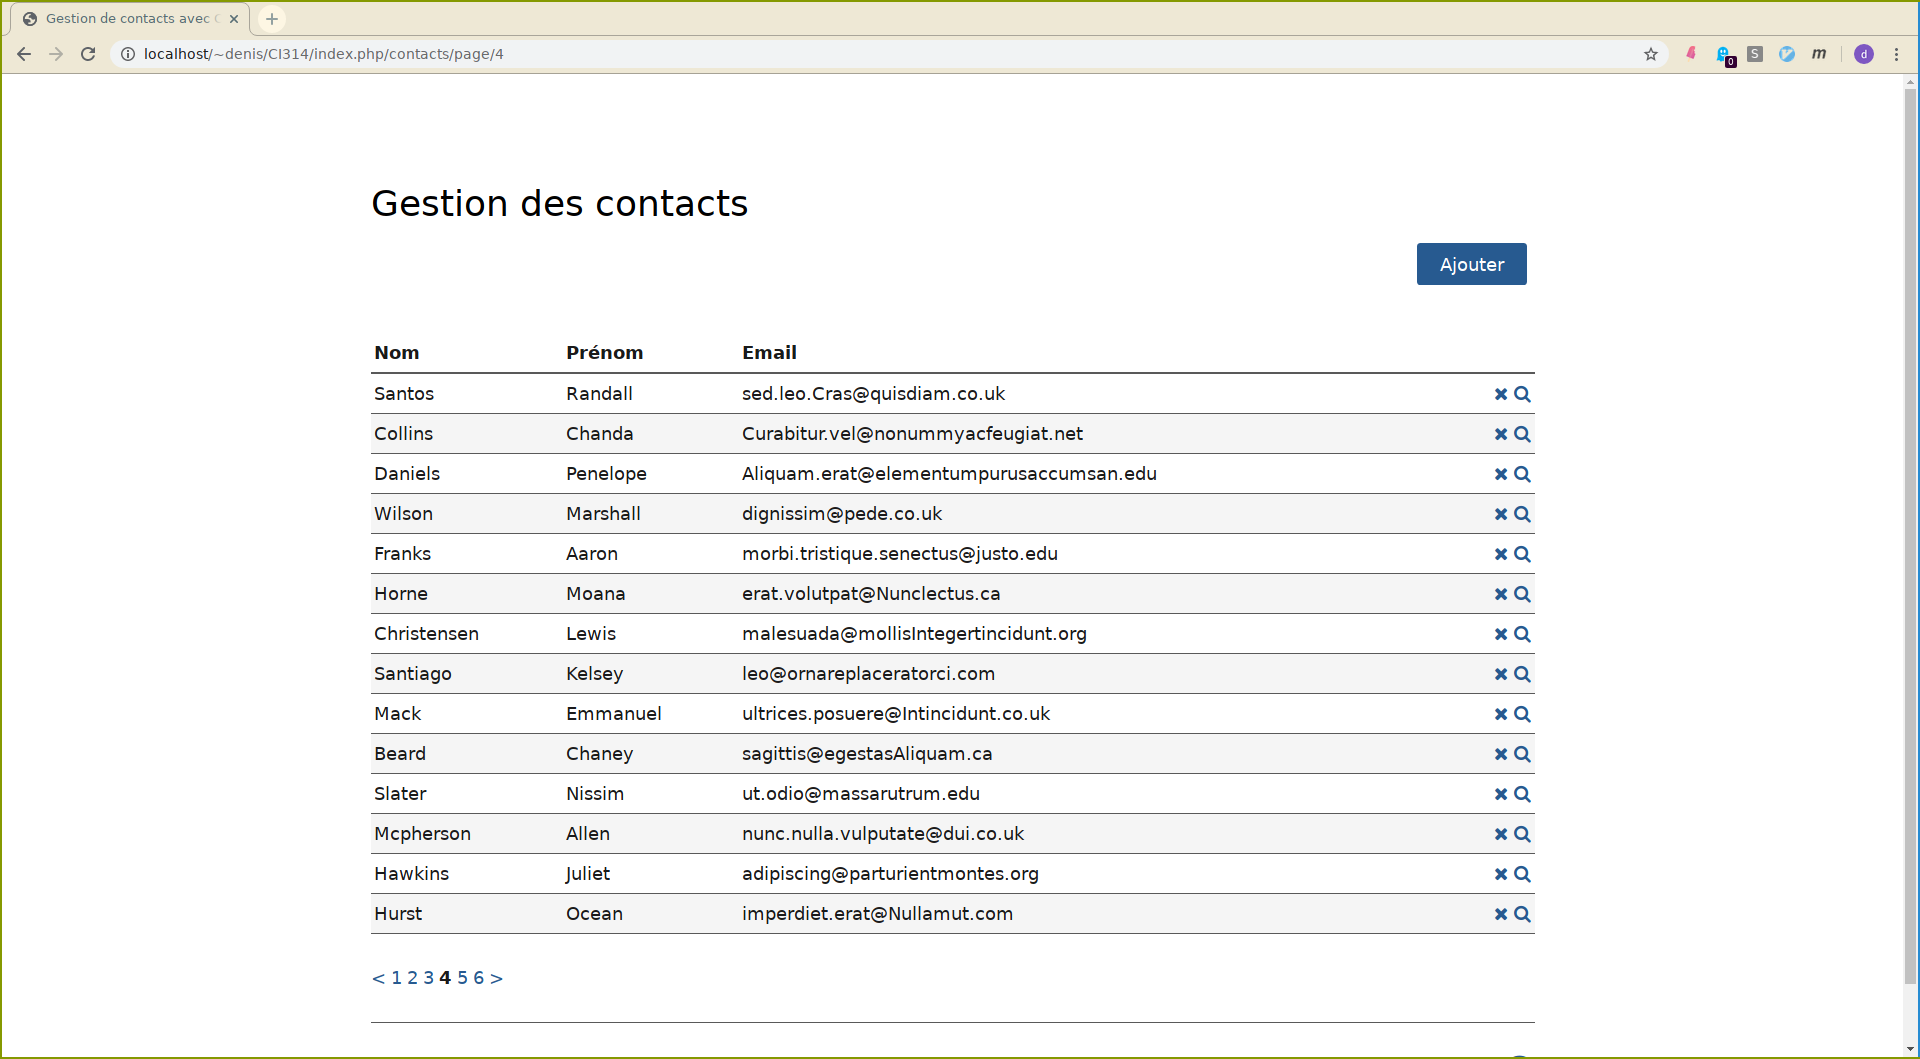 Gestion de contacts avec
localhost/~denis/CI314/index.php/contacts/page/4
0 S m d
Gestion des contacts
Ajouter
Nom Prénom Email
Santos Randall sed.leo.Cras@quisdiam.co.uk
Collins Chanda Curabitur.vel@nonummyacfeugiat.net
Daniels Penelope Aliquam.erat@elementumpurusaccumsan.edu
Wilson Marshall dignissim@pede.co.uk
Franks Aaron morbi.tristique.senectus@justo.edu
Horne Moana erat.volutpat@Nunclectus.ca
Christensen Lewis malesuada@mollisIntegertincidunt.org
Santiago Kelsey leo@ornareplaceratorci.com
Mack Emmanuel ultrices.posuere@Intincidunt.co.uk
Beard Chaney sagittis@egestasAliquam.ca
Slater Nissim ut.odio@massarutrum.edu
Mcpherson Allen nunc.nulla.vulputate@dui.co.uk
Hawkins Juliet adipiscing@parturientmontes.org
Hurst Ocean imperdiet.erat@Nullamut.com
< 1 2 3 4 5 6 >